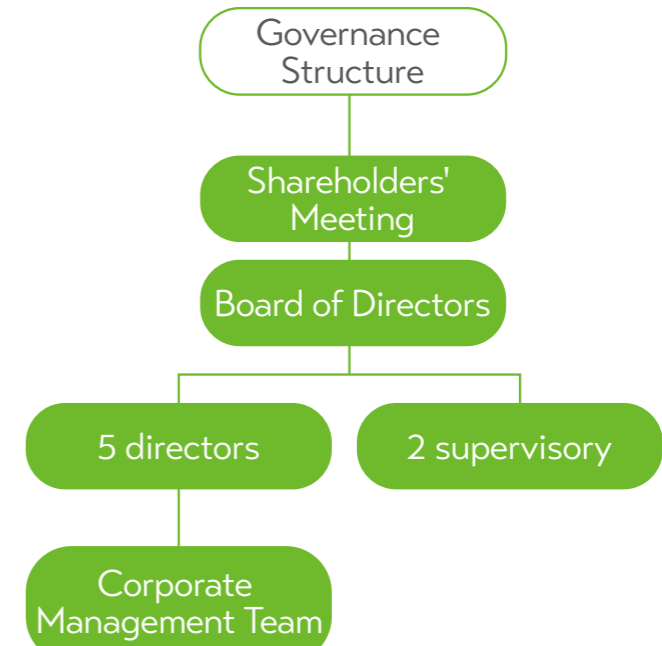 Governance
Structure
Shareholders'
Meeting
Board of Directors
5 directors
2 supervisory
Corporate
Management Team